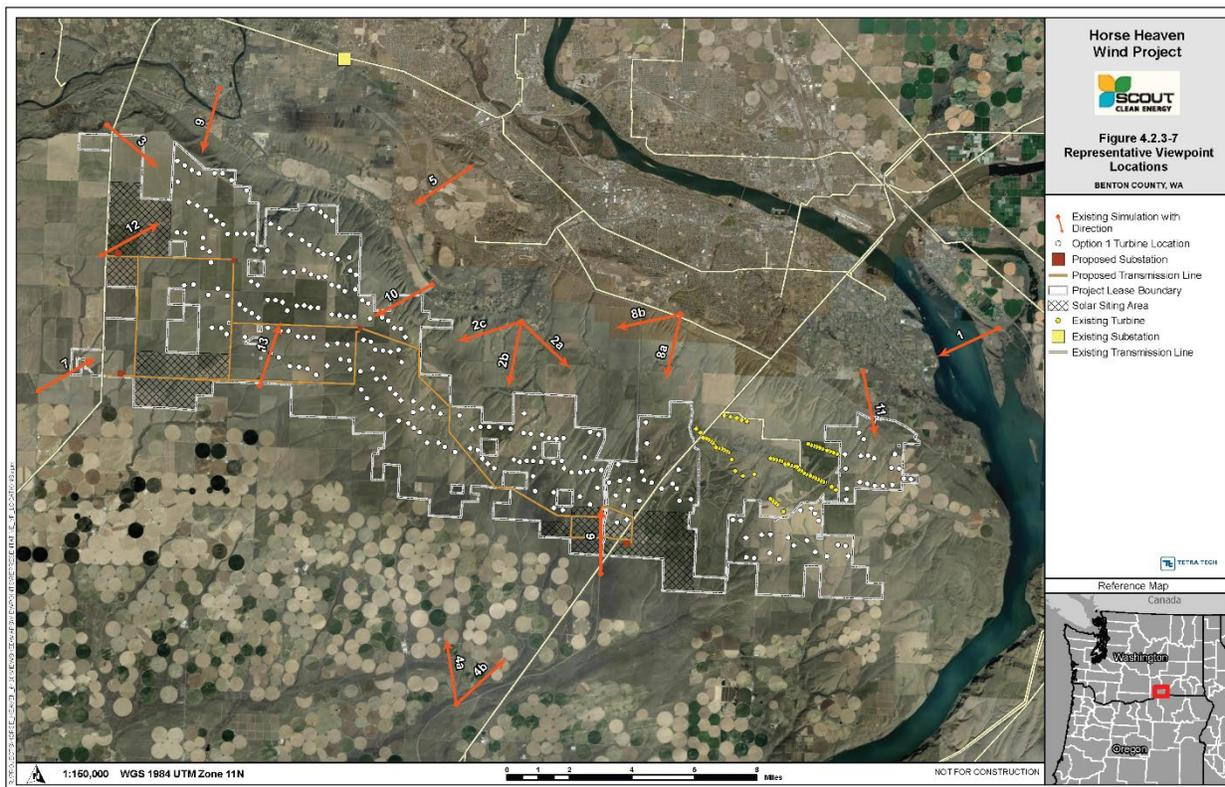 Horse Heaven
Wind Project
SCOUT
CLEAN ENERGY
Figure 4.2.3-7
Representative Viewpoint
Locations
BENTON COUNTY, WA
Existing Simulation with
Direction
Option 1 Turbine Location
Proposed Substation
Proposed Transmission Line
Project Lease Boundary
Solar Siting Area
Existing Turbine
Existing Substation
Existing Transmission Line
TETRA TECH
Reference Map
Canada
Washington
Oregon
9
3
5
12
10
2c
2b
2a
8b
8a
1
13
7
11
6
4a
4b
WGS 1984 UTM Zone 11N
0 1 2 4 6 8
Miles
NOT FOR CONSTRUCTION